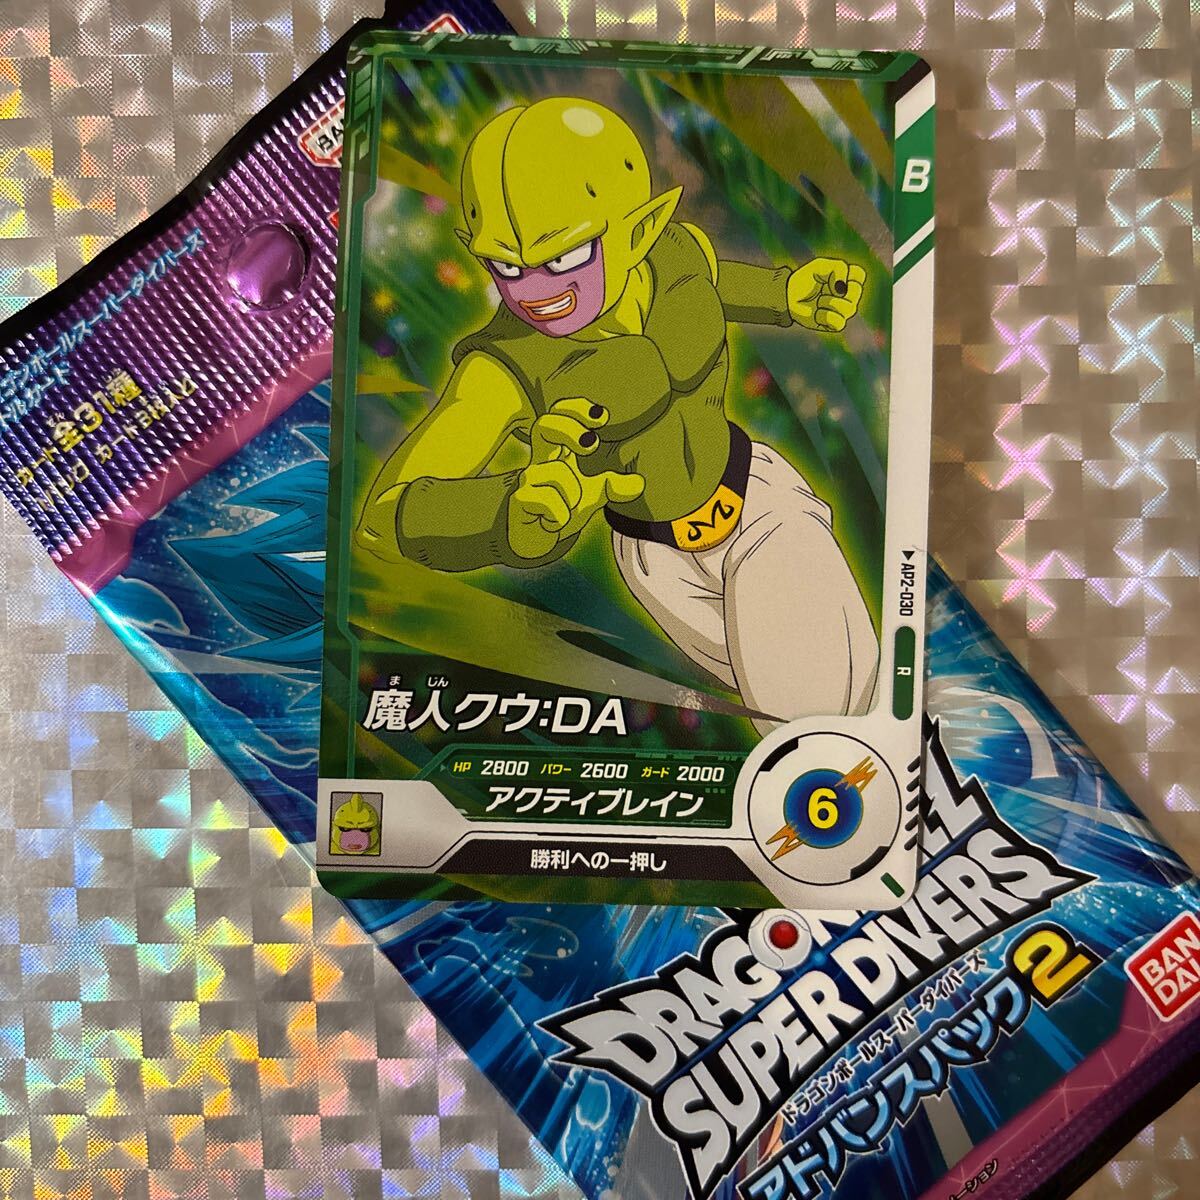 B
▶AP2-030
R
ま じん
魔人クウ:DA
HP 2800 パワー 2600 ガード 2000
アクティブレイン
6
勝利への一押し
DRAGON
SUPER DIVERS
ドラゴンボールスーパーダイバーズ
アドバンスパック2
BAN
DAI